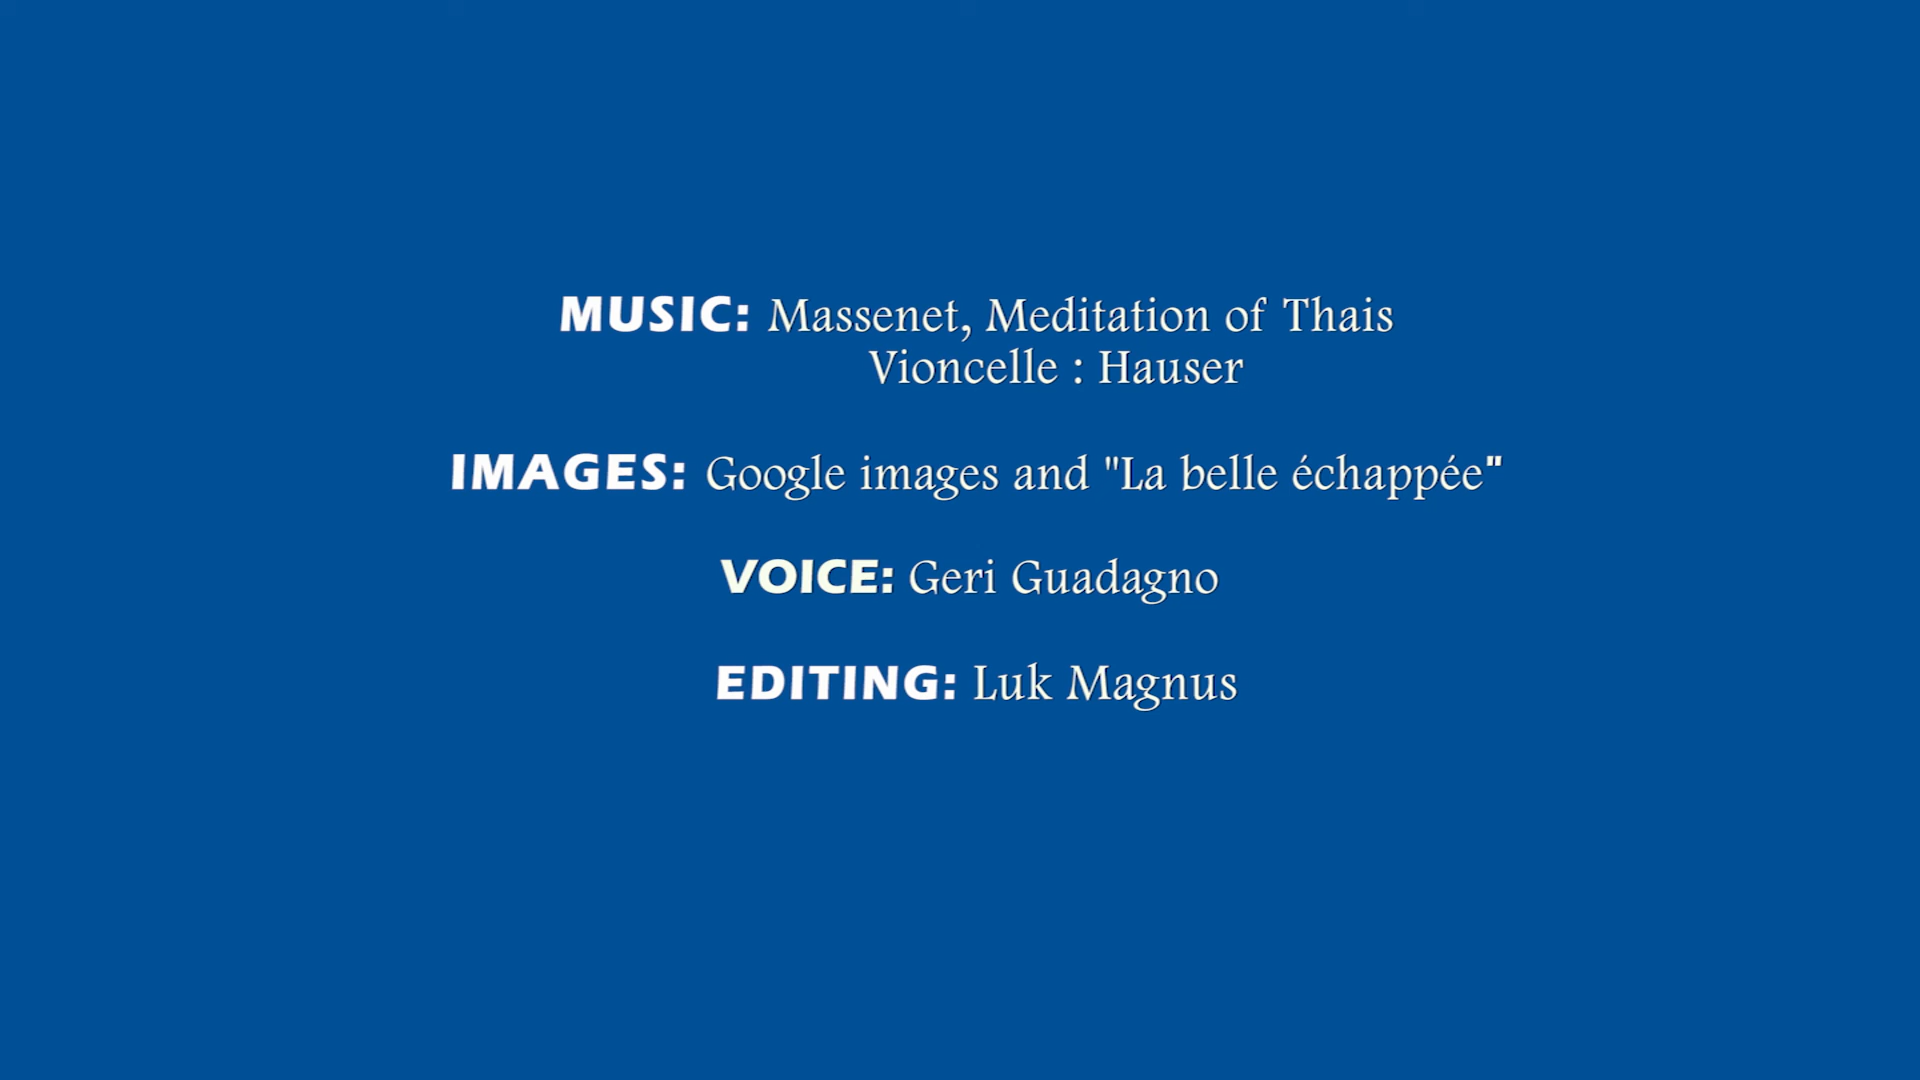 MUSIC: Massenet, Meditation of Thais
Vioncelle : Hauser
IMAGES: Google images and "La belle échappée"
VOICE: Geri Guadagno
EDITING: Luk Magnus